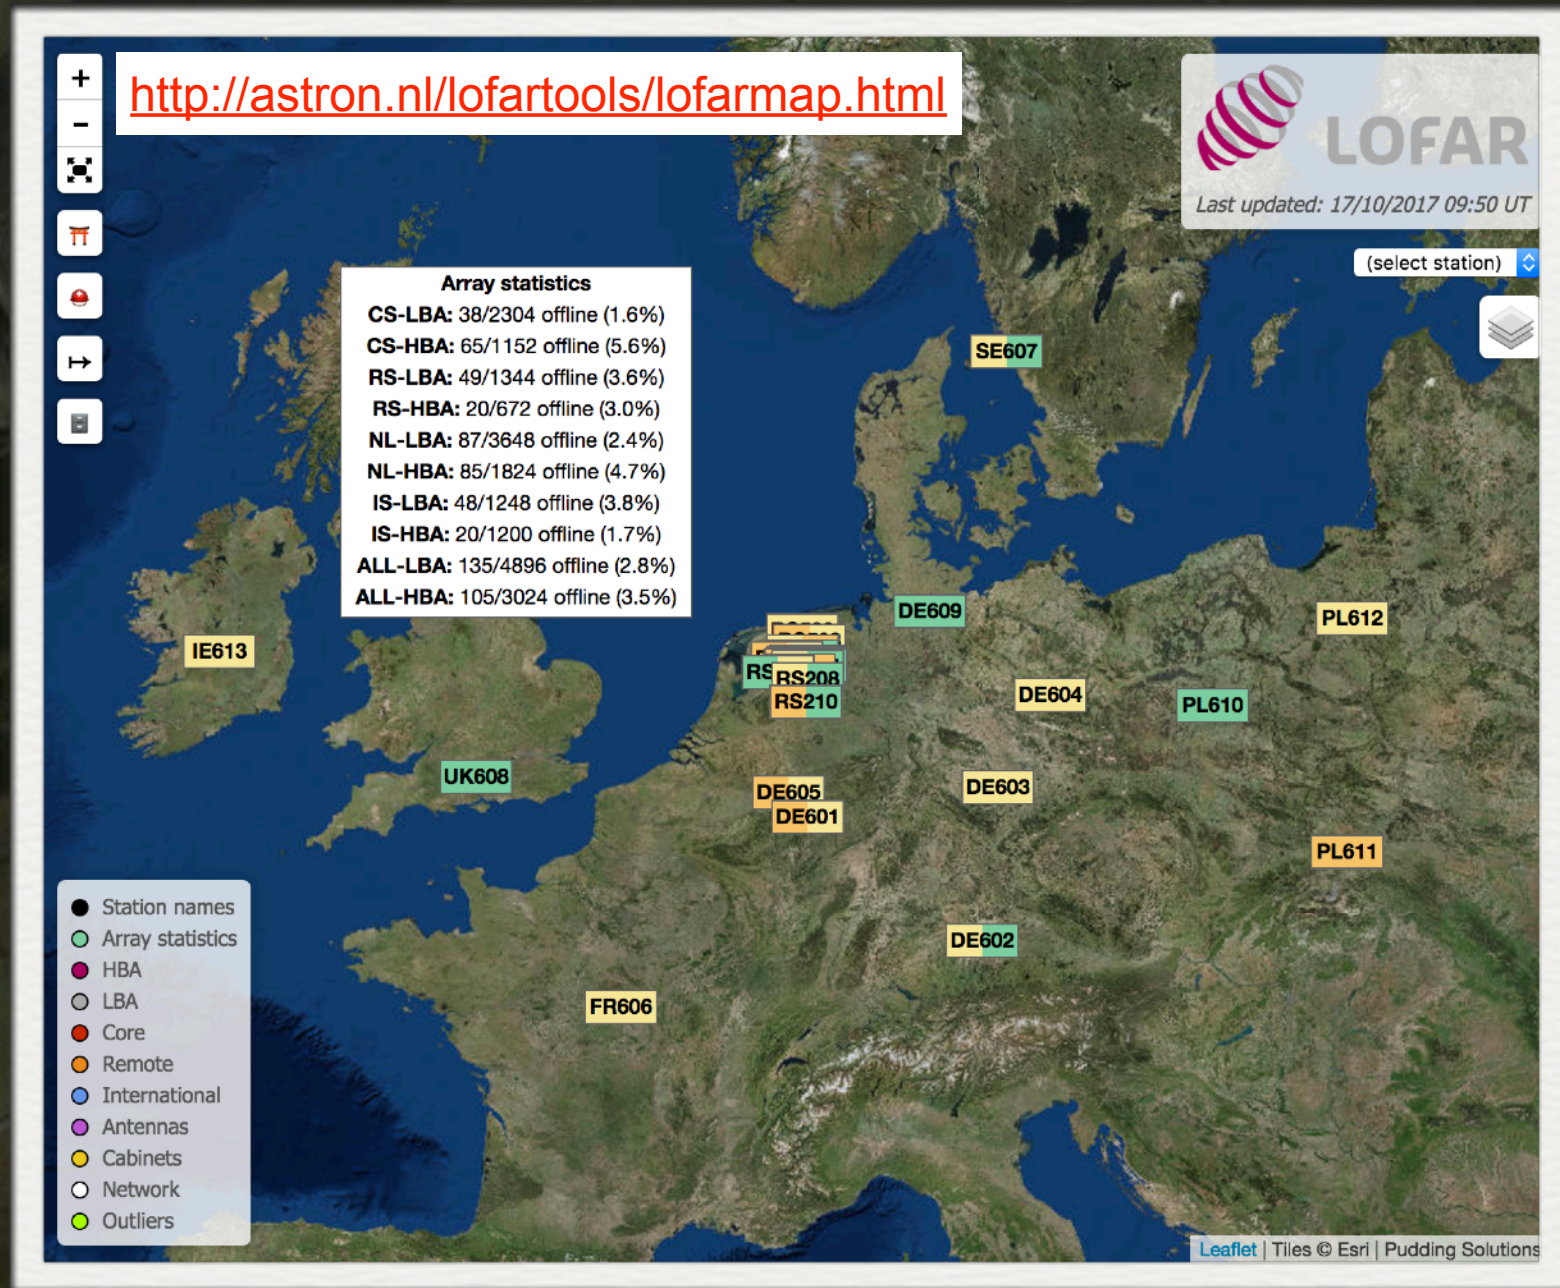 +
http://astron.nl/lofartools/lofarmap.html
−
LOFAR
Last updated: 17/10/2017 09:50 UT
(select station)
Array statistics
CS-LBA: 38/2304 offline (1.6%)
CS-HBA: 65/1152 offline (5.6%)
RS-LBA: 49/1344 offline (3.6%)
RS-HBA: 20/672 offline (3.0%)
NL-LBA: 87/3648 offline (2.4%)
NL-HBA: 85/1824 offline (4.7%)
IS-LBA: 48/1248 offline (3.8%)
IS-HBA: 20/1200 offline (1.7%)
ALL-LBA: 135/4896 offline (2.8%)
ALL-HBA: 105/3024 offline (3.5%)
SE607
DE609
PL612
IE613
RS
RS208
RS210
DE604
PL610
UK608
DE605
DE603
DE601
PL611
DE602
FR606
Station names
Array statistics
HBA
LBA
Core
Remote
International
Antennas
Cabinets
Network
Outliers
Leaflet | Tiles © Esri | Pudding Solutions